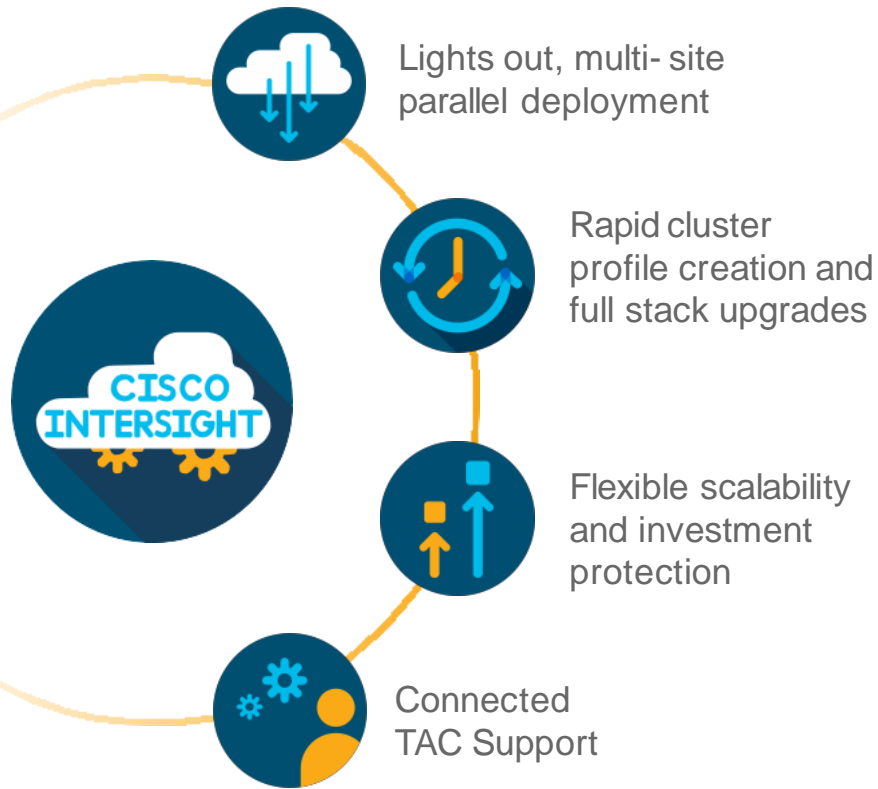 Lights out, multi- site
parallel deployment
Rapid cluster
profile creation and
full stack upgrades
CISCO
INTERSIGHT
Flexible scalability
and investment
protection
Connected
TAC Support